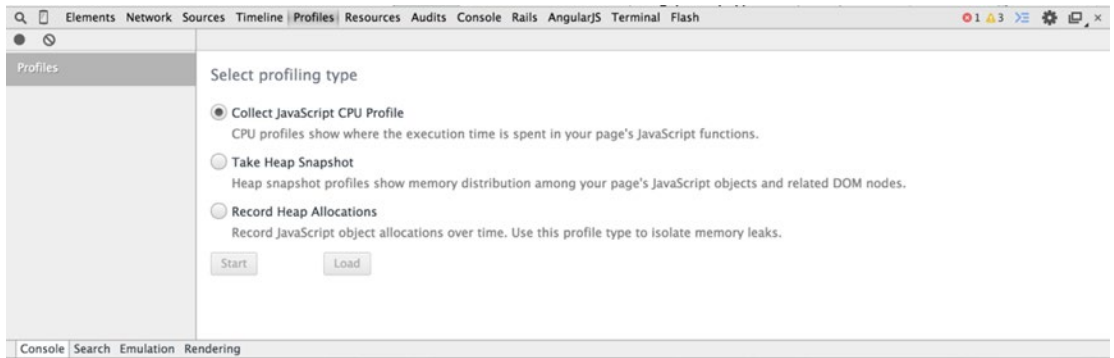 Elements Network Sources Timeline Profiles Resources Audits Console Rails AngularJS Terminal Flash 1 3
Profiles
Select profiling type
Collect JavaScript CPU Profile
CPU profiles show where the execution time is spent in your page's JavaScript functions.
Take Heap Snapshot
Heap snapshot profiles show memory distribution among your page's JavaScript objects and related DOM nodes.
Record Heap Allocations
Record JavaScript object allocations over time. Use this profile type to isolate memory leaks.
Start Load
Console Search Emulation Rendering